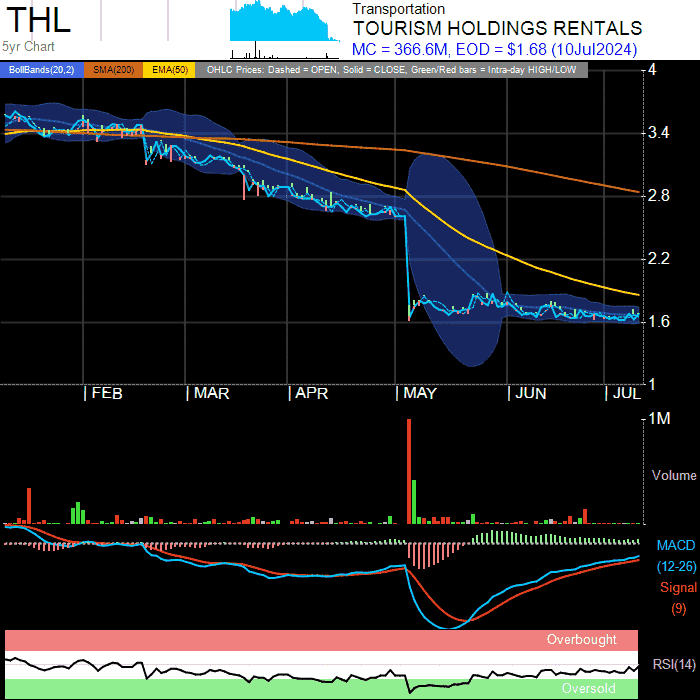 THL
5yr Chart
Transportation
TOURISM HOLDINGS RENTALS
MC = 366.6M, EOD = $1.68 (10Jul2024)
BollBands(20,2) SMA(200) EMA(50) OHLC Prices: Dashed = OPEN, Solid = CLOSE, Green/Red bars = Intra-day HIGH/LOW
4
3.4
2.8
2.2
1.6
1
FEB MAR APR MAY JUN JUL
1M
Volume
0
MACD
(12-26)
Signal
(9)
Overbought
RSI(14)
Oversold